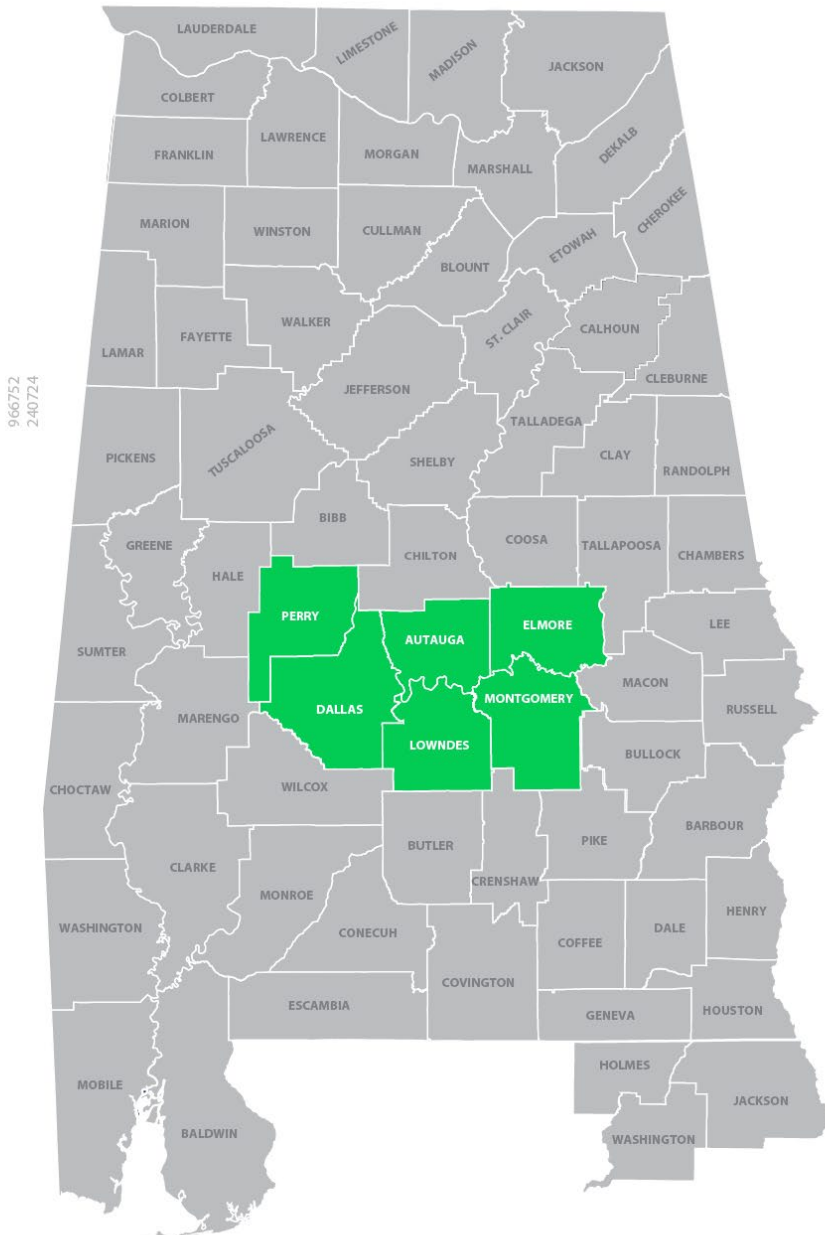 LAUDERDALE
LIMESTONE
MADISON
JACKSON
COLBERT
LAWRENCE
FRANKLIN
MORGAN
MARSHALL
DEKALB
CHEROKEE
MARION
WINSTON
CULLMAN
BLOUNT
ETOWAH
LAMAR
FAYETTE
WALKER
ST. CLAIR
CALHOUN
CLEBURNE
JEFFERSON
966752
240724
PICKENS
TUSCALOOSA
SHELBY
TALLADEGA
CLAY
RANDOLPH
GREENE
HALE
BIBB
CHILTON
COOSA
TALLAPOOSA
CHAMBERS
SUMTER
PERRY
AUTAUGA
ELMORE
LEE
MARENGO
DALLAS
LOWNDES
MONTGOMERY
MACON
RUSSELL
BULLOCK
CHOCTAW
WILCOX
BUTLER
CRENSHAW
PIKE
BARBOUR
CLARKE
MONROE
WASHINGTON
CONECUH
COVINGTON
COFFEE
DALE
HENRY
ESCAMBIA
GENEVA
HOUSTON
MOBILE
BALDWIN
HOLMES
JACKSON
WASHINGTON